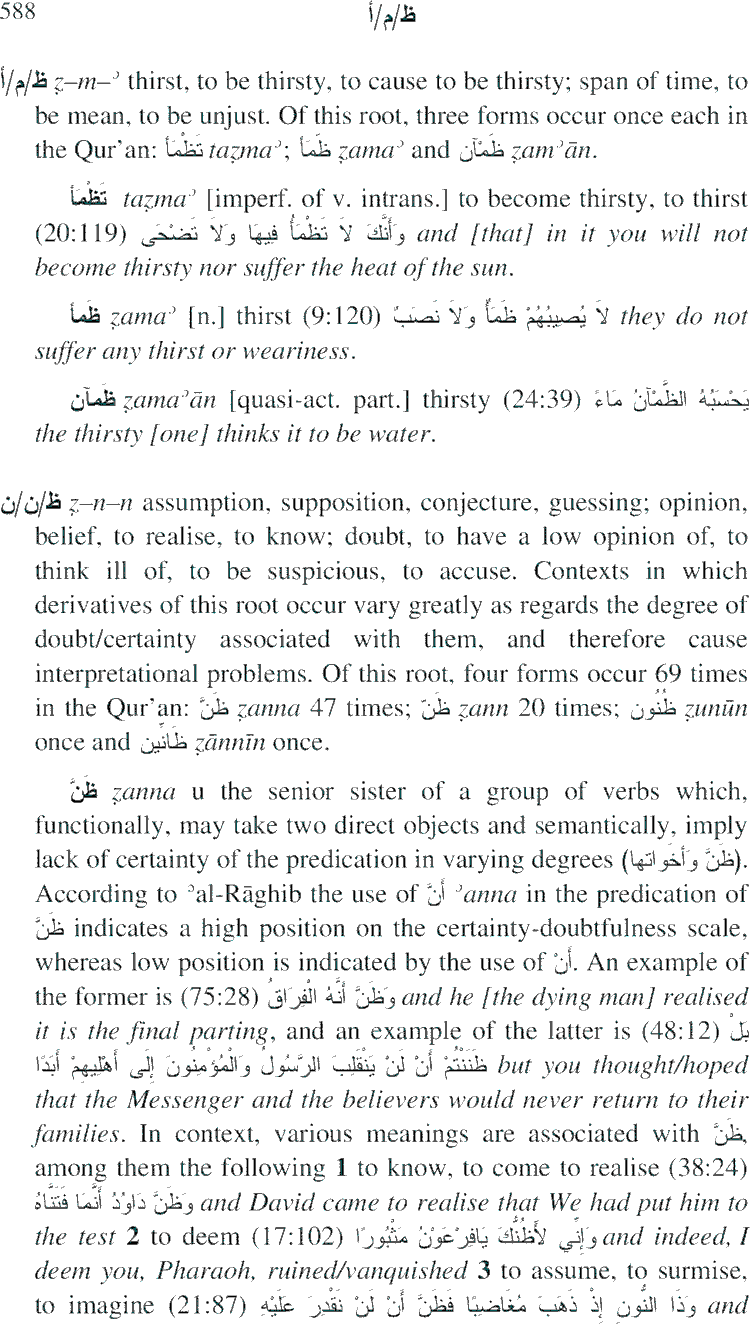 588
ظ/م/أ
ظ/م/أ ẓ–m–ʾ thirst, to be thirsty, to cause to be thirsty; span of time, to
be mean, to be unjust. Of this root, three forms occur once each in
the Qur'an: تَظْمَأ taẓmaʾ; ظَمَأ ẓamaʾ and ظَمْآن ẓamʾān.
تَظْمَأ taẓmaʾ [imperf. of v. intrans.] to become thirsty, to thirst
(20:119) وَأَنَّكَ لاَ تَظْمَأُ فِيهَا وَلاَ تَضْحَى and [that] in it you will not
become thirsty nor suffer the heat of the sun.
ظَمأ ẓamaʾ [n.] thirst (9:120) لاَ يُصِيبُهُمْ ظَمَأٌ وَلاَ نَصَبٌ they do not
suffer any thirst or weariness.
ظَمآن ẓamaʾān [quasi-act. part.] thirsty (24:39) يَحْسَبُهُ الظَّمْآنُ مَاءً
the thirsty [one] thinks it to be water.
ظ/ن/ن ẓ–n–n assumption, supposition, conjecture, guessing; opinion,
belief, to realise, to know; doubt, to have a low opinion of, to
think ill of, to be suspicious, to accuse. Contexts in which
derivatives of this root occur vary greatly as regards the degree of
doubt/certainty associated with them, and therefore cause
interpretational problems. Of this root, four forms occur 69 times
in the Qur'an: ظَنَّ ẓanna 47 times; ظَنّ ẓann 20 times; ظُنُون ẓunūn
once and ظَانِّين ẓānnīn once.
ظَنَّ ẓanna u the senior sister of a group of verbs which,
functionally, may take two direct objects and semantically, imply
lack of certainty of the predication in varying degrees (ظَنَّ وَأخَواتها).
According to ʾal-Rāghib the use of أَنَّ ʾanna in the predication of
ظَنَّ indicates a high position on the certainty-doubtfulness scale,
whereas low position is indicated by the use of أَنْ. An example of
the former is (75:28) وَظَنَّ أَنَّهُ الْفِرَاقُ and he [the dying man] realised
it is the final parting, and an example of the latter is (48:12) بَلْ
ظَنَنْتُمْ أَنْ لَنْ يَنْقَلِبَ الرَّسُولُ وَالْمُؤْمِنُونَ إِلَى أَهْلِيهِمْ أَبَدًا but you thought/hoped
that the Messenger and the believers would never return to their
families. In context, various meanings are associated with ظَنَّ,
among them the following 1 to know, to come to realise (38:24)
وَظَنَّ دَاوُدُ أَنَّمَا فَتَنَّاهُ and David came to realise that We had put him to
the test 2 to deem (17:102) وَإِنِّي لأَظُنُّكَ يَافِرْعَوْنُ مَثْبُورًا and indeed, I
deem you, Pharaoh, ruined/vanquished 3 to assume, to surmise,
to imagine (21:87) وَذَا النُّونِ إِذْ ذَهَبَ مُغَاضِبًا فَظَنَّ أَنْ لَنْ نَقْدِرَ عَلَيْهِ and